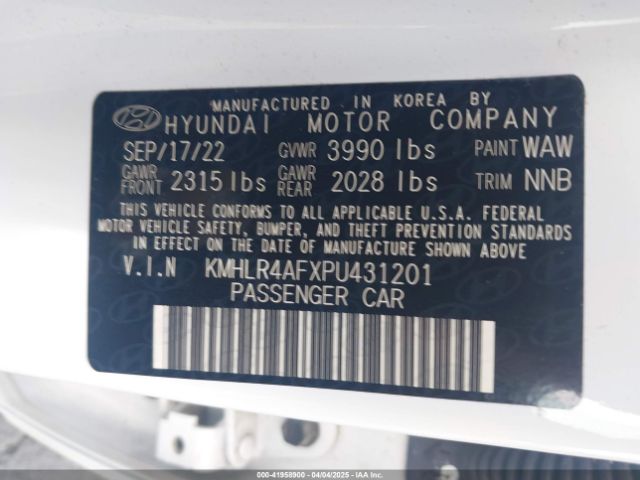 MANUFACTURED IN KOREA BY
HYUNDAI MOTOR COMPANY
SEP/17/22 GVWR 3990 lbs PAINT WAW
GAWR FRONT 2315 lbs GAWR REAR 2028 lbs TRIM NNB
THIS VEHICLE CONFORMS TO ALL APPLICABLE U.S.A. FEDERAL
MOTOR VEHICLE SAFETY, BUMPER, AND THEFT PREVENTION STANDARDS
IN EFFECT ON THE DATE OF MANUFACTURE SHOWN ABOVE
V.I.N KMHLR4AFXPU431201
PASSENGER CAR
000-41958900 - 04/04/2025 - IAAI.COM